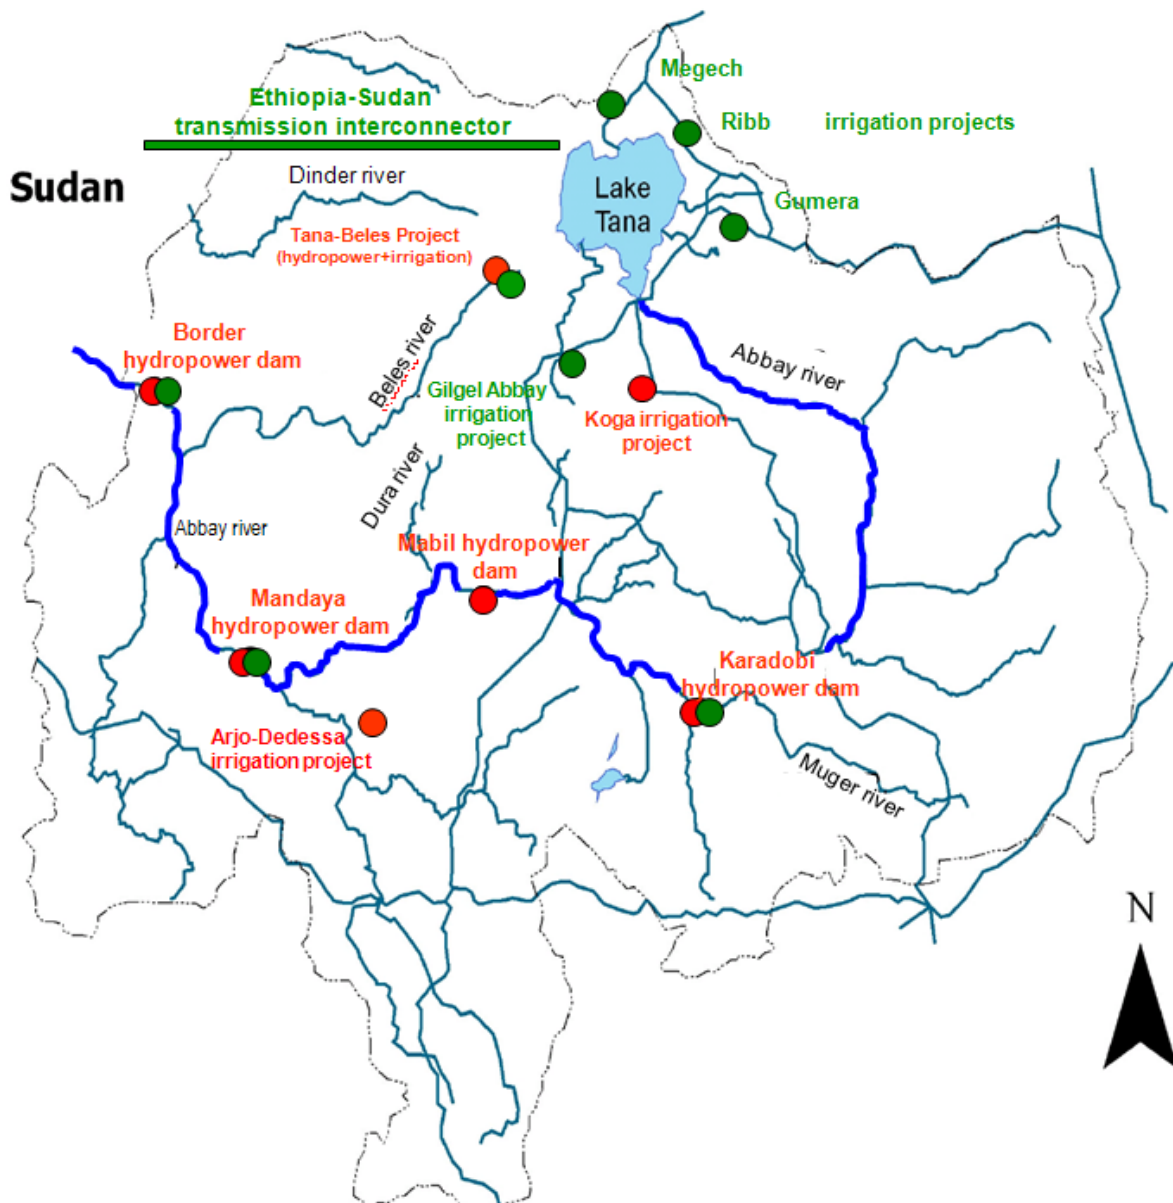 Megech
Ethiopia-Sudan
transmission interconnector
Ribb irrigation projects
Sudan
Dinder river
Lake
Tana
Gumera
Tana-Beles Project
(hydropower+irrigation)
Border
hydropower dam
Beles river
Abbay river
Gilgel Abbay
irrigation
project
Koga irrigation
project
Dura river
Abbay river
Mabil hydropower
dam
Mandaya
hydropower dam
Karadobi
hydropower dam
Arjo-Dedessa
irrigation project
Muger river
N